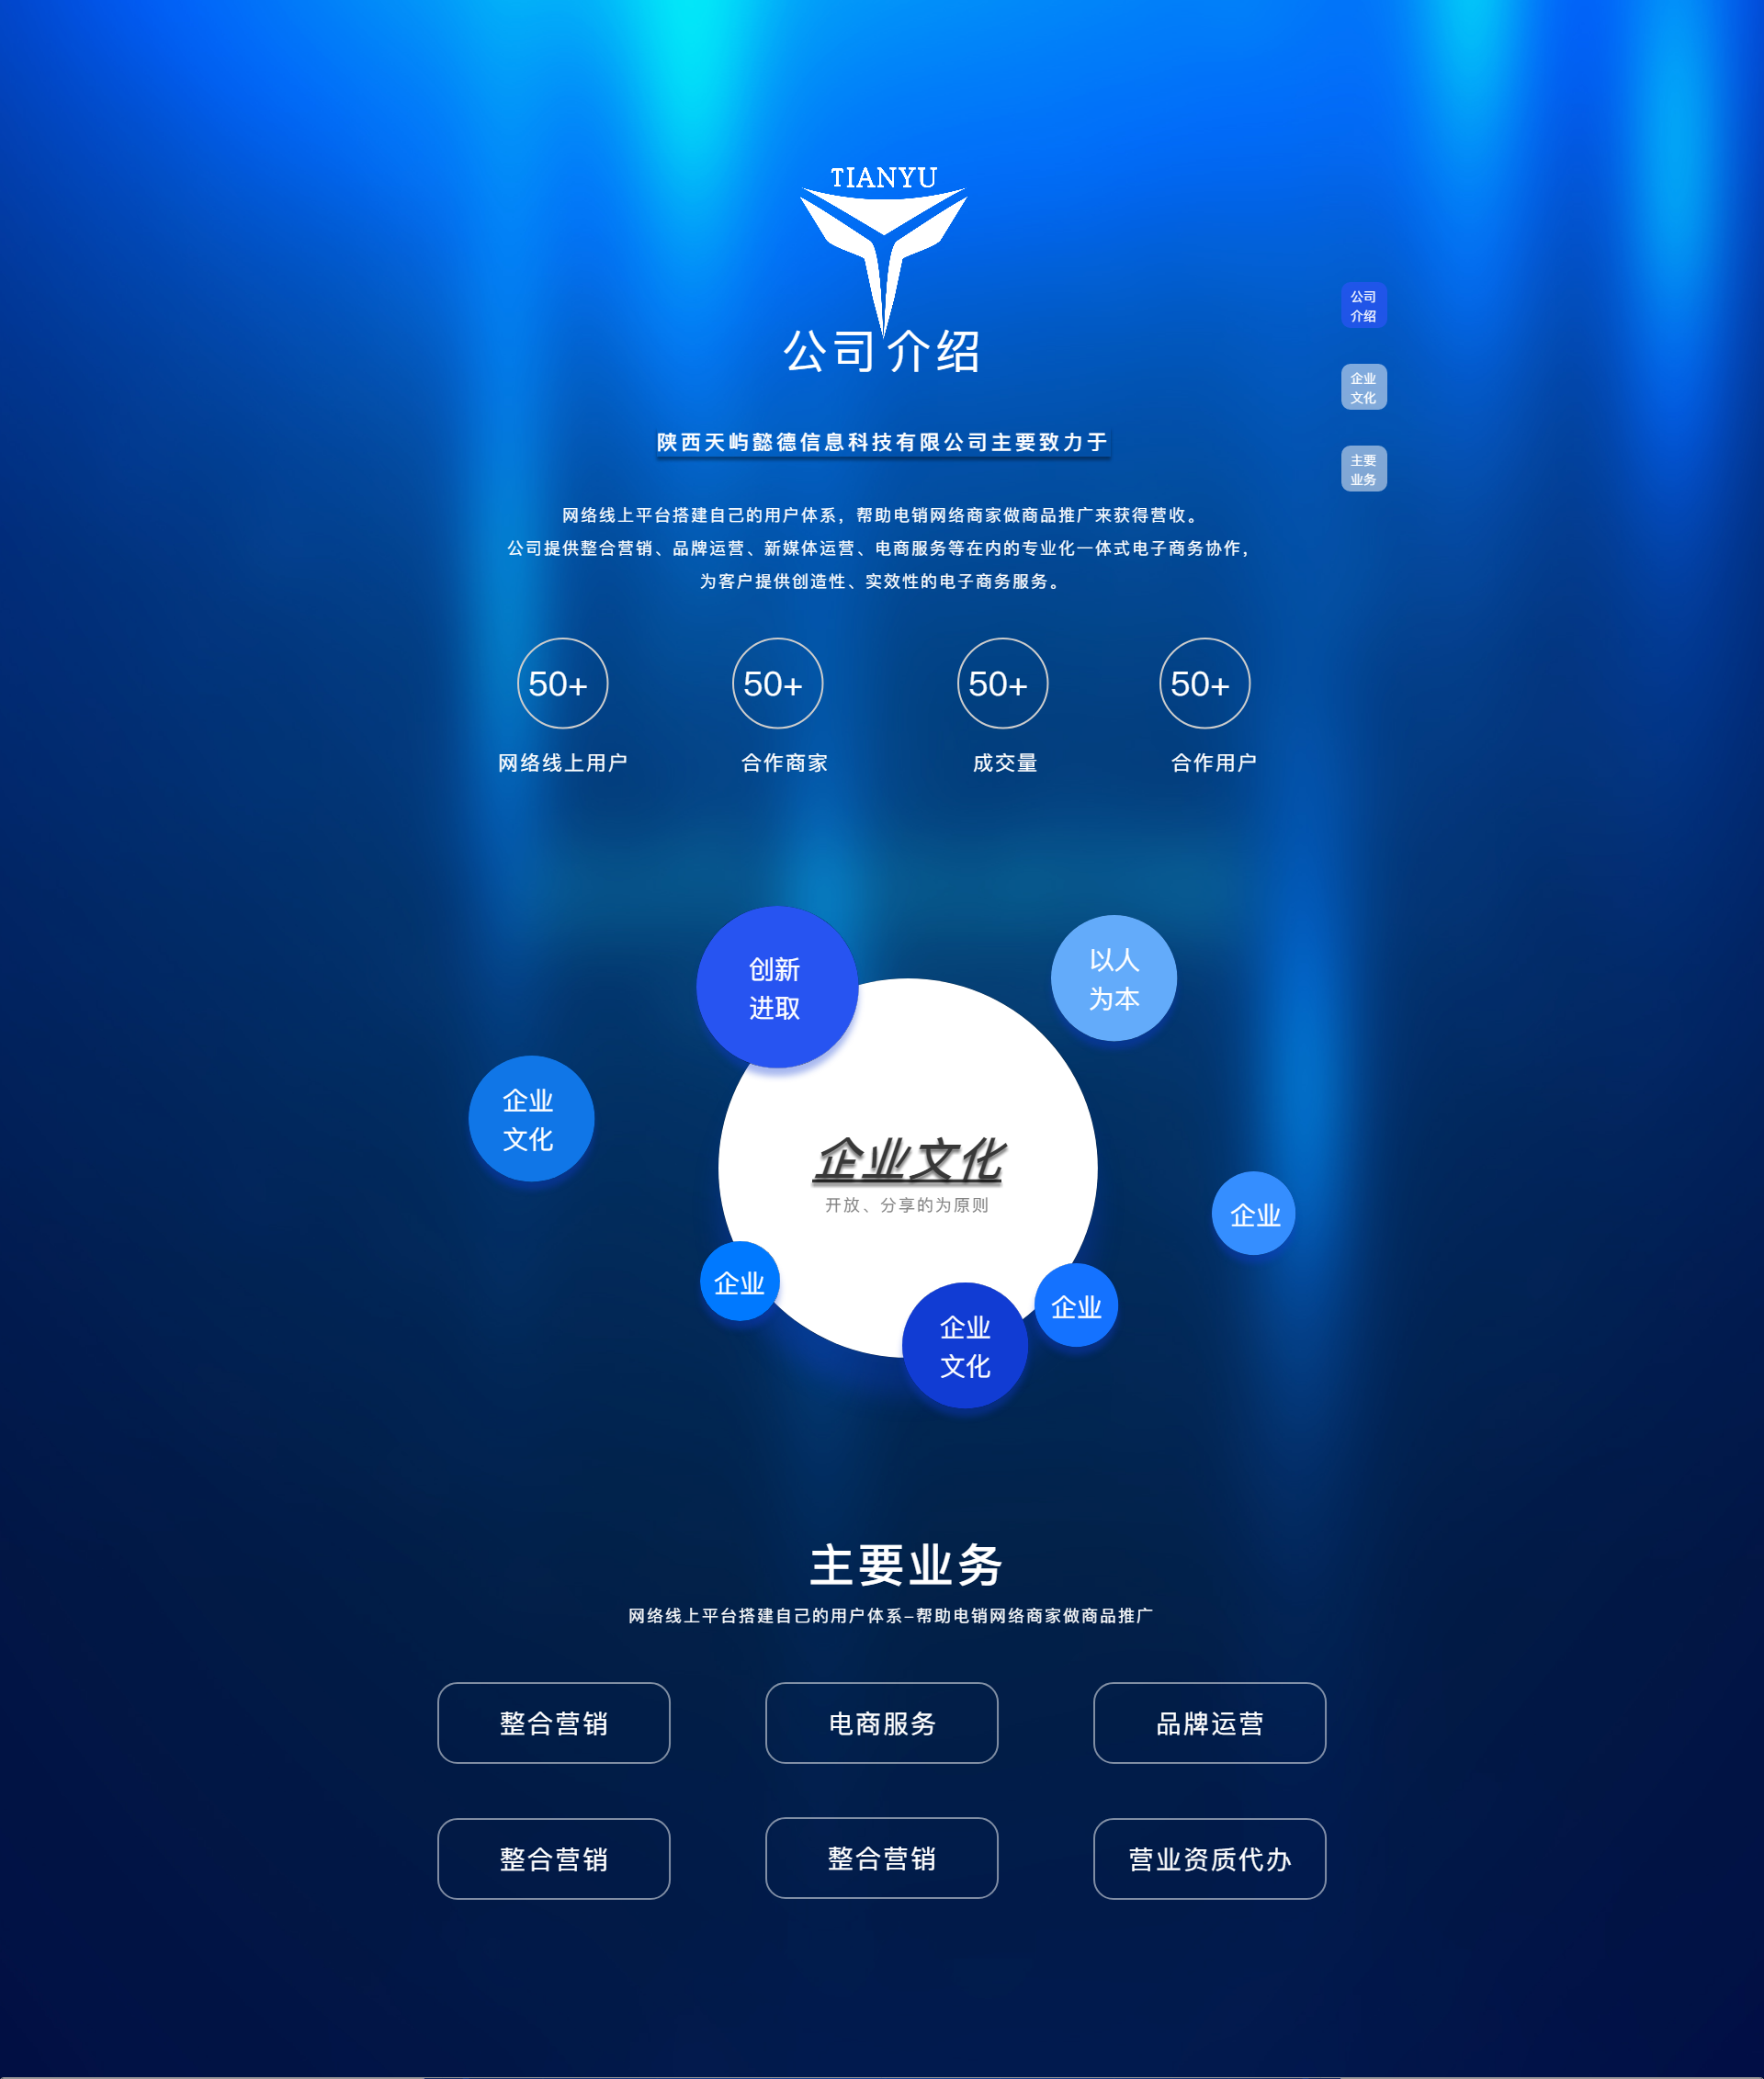 TIANYU
公司介绍
公司
介绍
企业
文化
主要
业务
陕西天屿懿德信息科技有限公司主要致力于
网络线上平台搭建自己的用户体系，帮助电销网络商家做商品推广来获得营收。
公司提供整合营销、品牌运营、新媒体运营、电商服务等在内的专业化一体式电子商务协作，
为客户提供创造性、实效性的电子商务服务。
50+
50+
50+
50+
网络线上用户
合作商家
成交量
合作用户
创新
进取
以人
为本
企业
文化
企业文化
开放、分享的为原则
企业
企业
企业
企业
文化
主要业务
网络线上平台搭建自己的用户体系—帮助电销网络商家做商品推广
整合营销
电商服务
品牌运营
整合营销
整合营销
营业资质代办